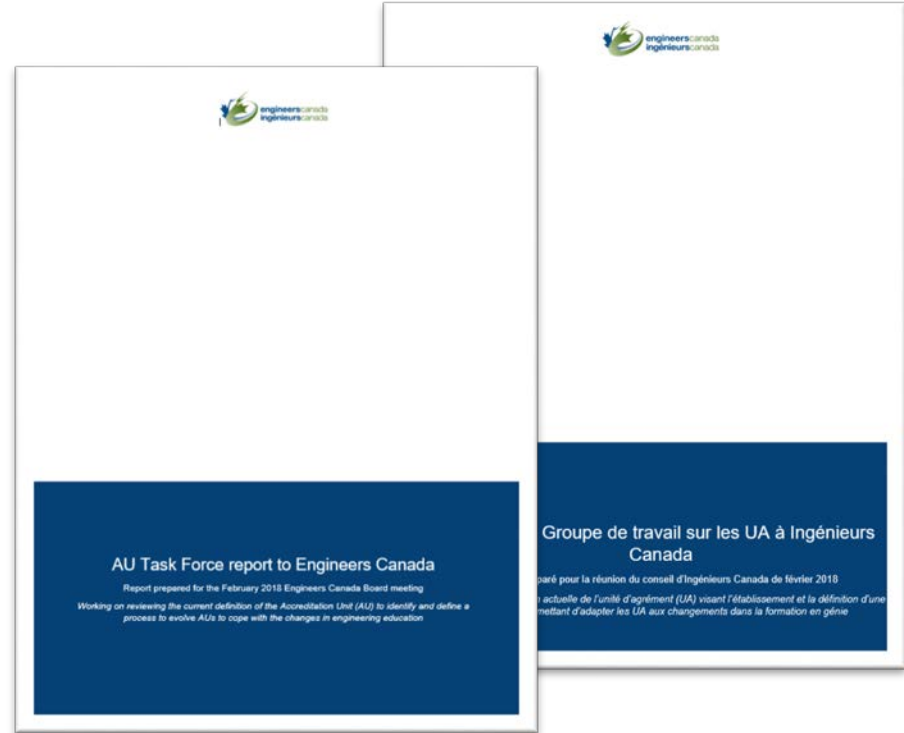 engineerscanada
ingénieurscanada
AU Task Force report to Engineers Canada
Report prepared for the February 2018 Engineers Canada Board meeting
Working on reviewing the current definition of the Accreditation Unit (AU) to identify and define a
process to evolve AUs to cope with the changes in engineering education
engineerscanada
ingénieurscanada
Groupe de travail sur les UA à Ingénieurs
Canada
paré pour la réunion du conseil d'Ingénieurs Canada de février 2018
n actuelle de l'unité d'agrément (UA) visant l'établissement et la définition d'une
mettant d'adapter les UA aux changements dans la formation en génie